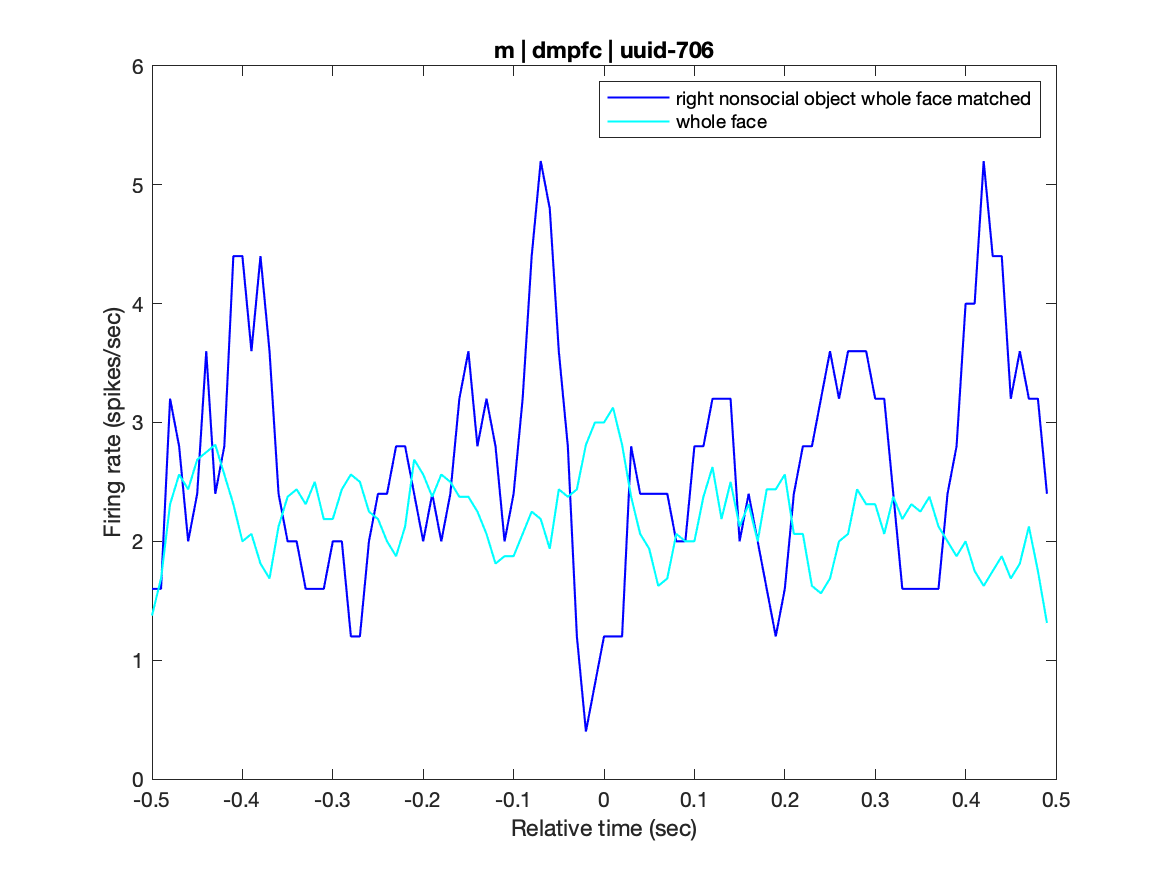 m | dmpfc | uuid-706
right nonsocial object whole face matched
whole face
Firing rate (spikes/sec)
6
5
4
3
2
1
0
-0.5 -0.4 -0.3 -0.2 -0.1 0 0.1 0.2 0.3 0.4 0.5
Relative time (sec)